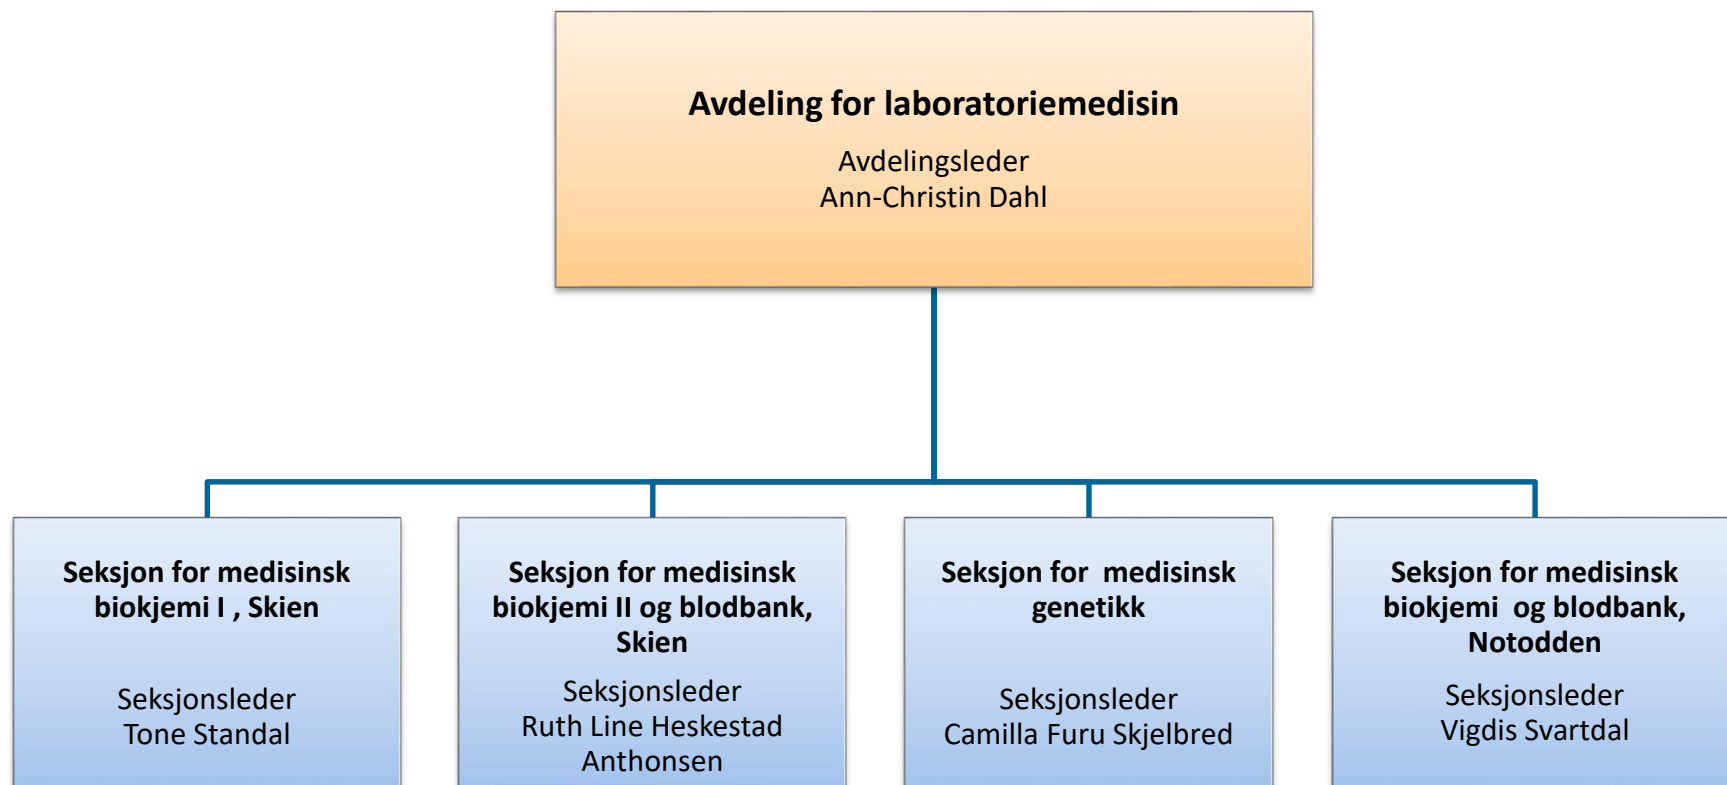 Avdeling for laboratoriemedisin
Avdelingsleder
Ann-Christin Dahl
Seksjon for medisinsk
biokjemi I , Skien
Seksjonsleder
Tone Standal
Seksjon for medisinsk
biokjemi II og blodbank,
Skien
Seksjonsleder
Ruth Line Heskestad
Anthonsen
Seksjon for  medisinsk
genetikk
Seksjonsleder
Camilla Furu Skjelbred
Seksjon for medisinsk
biokjemi  og blodbank,
Notodden
Seksjonsleder
Vigdis Svartdal